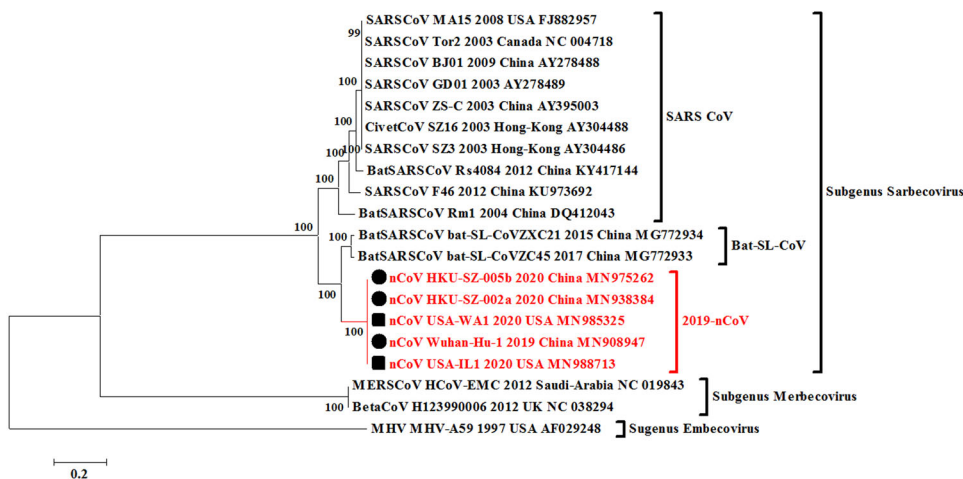 SARSCoV MA15 2008 USA FJ882957
99
SARSCoV Tor2 2003 Canada NC 004718
SARSCoV BJ01 2009 China AY278488
100
SARSCoV GD01 2003 AY278489
SARSCoV ZS-C 2003 China AY395003
SARS CoV
100
CivetCoV SZ16 2003 Hong-Kong AY304488
100
100
SARSCoV SZ3 2003 Hong-Kong AY304486
BatSARSCoV Rs4084 2012 China KY417144
100
SARSCoV F46 2012 China KU973692
Subgenus Sarbecovirus
BatSARSCoV Rm1 2004 China DQ412043
100
BatSARSCoV bat-SL-CoVZXC21 2015 China MG772934
Bat-SL-CoV
BatSARSCoV bat-SL-CoVZC45 2017 China MG772933
nCoV HKU-SZ-005b 2020 China MN975262
100
nCoV HKU-SZ-002a 2020 China MN938384
nCoV USA-WA1 2020 USA MN985325
2019-nCoV
100
nCoV Wuhan-Hu-1 2019 China MN908947
nCoV USA-IL1 2020 USA MN988713
MERSCoV HCoV-EMC 2012 Saudi-Arabia NC 019843
Subgenus Merbecovirus
100
BetaCoV H123990006 2012 UK NC 038294
MHV MHV-A59 1997 USA AF029248
Sugenus Embecovirus
0.2